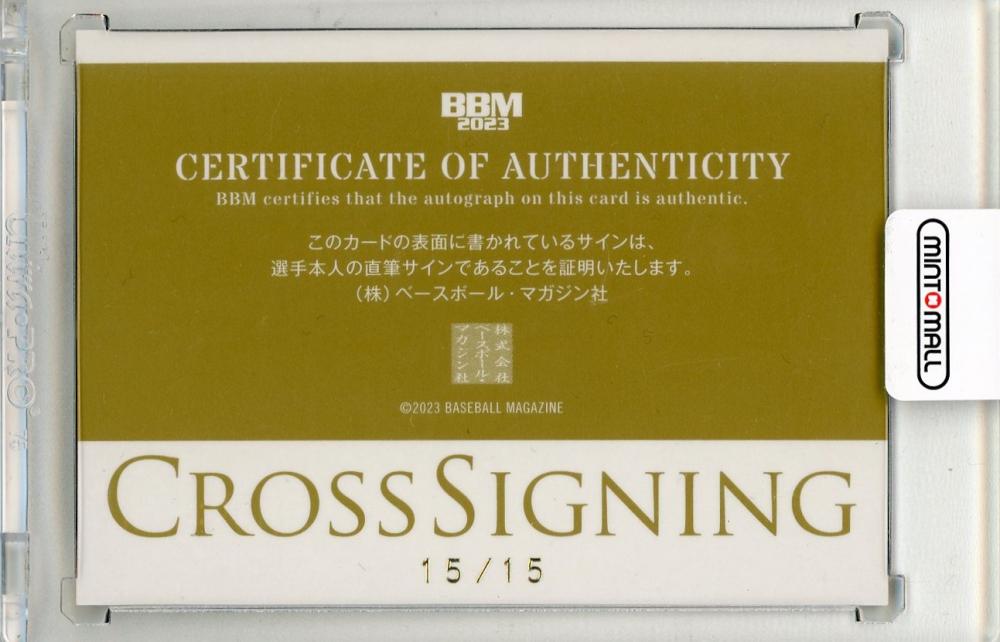 BBM
2023
CERTIFICATE OF AUTHENTICITY
BBM certifies that the autograph on this card is authentic.
このカードの表面に書かれているサインは、
選手本人の直筆サインであることを証明いたします。
（株）ベースボール・マガジン社
株式会社
ベースボール・
マガジン社
©2023 BASEBALL MAGAZINE
CROSSSIGNING
15/15
MINTOMALL